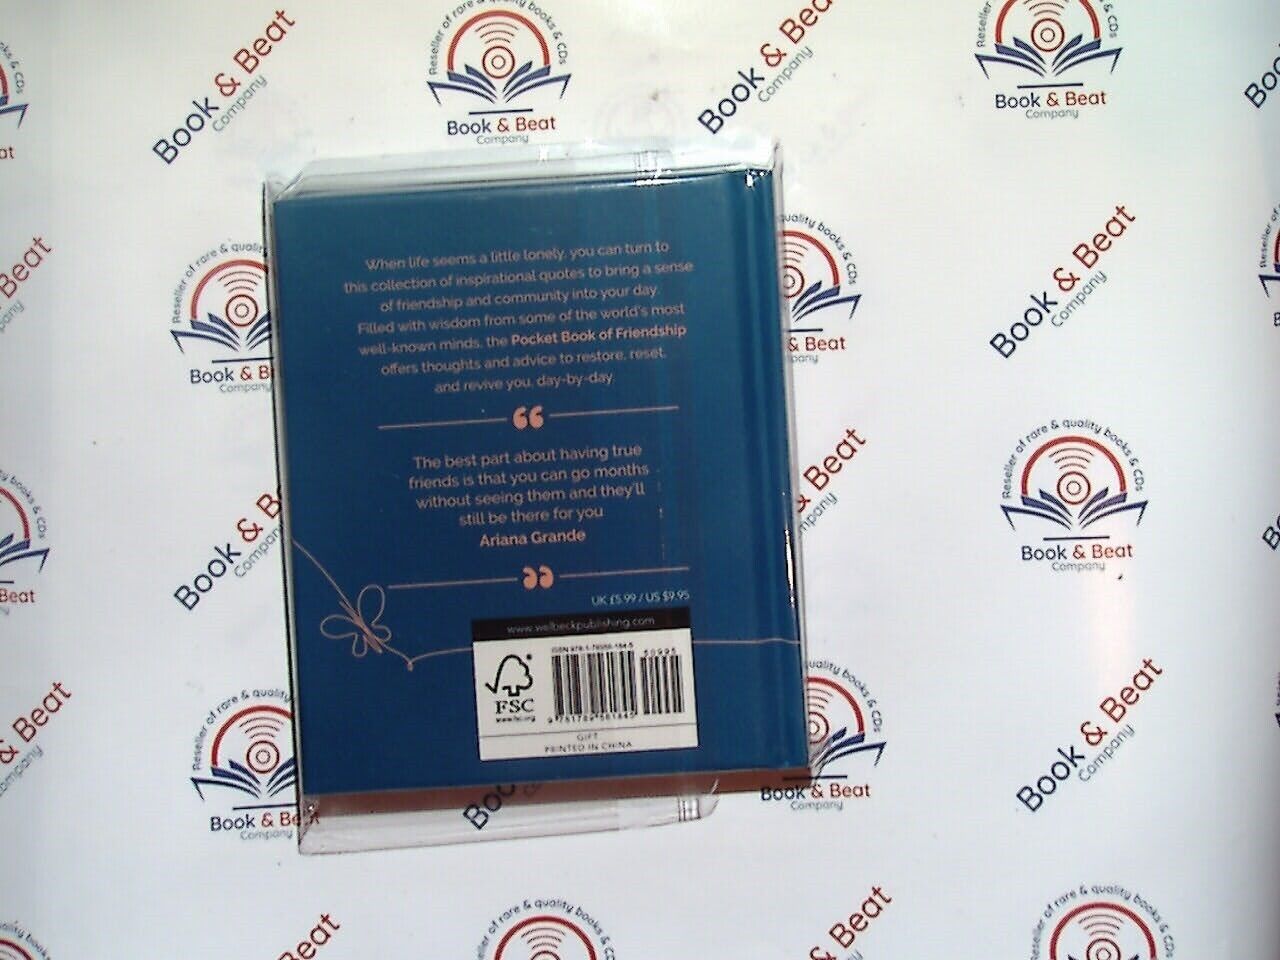 When life seems a little lonely, you can turn to
this collection of inspirational quotes to bring a sense
of friendship and community into your day.
Filled with wisdom from some of the world's most
well-known minds, the Pocket Book of Friendship
offers thoughts and advice to restore, reset,
and revive you, day-by-day.
“
The best part about having true
friends is that you can go months
without seeing them and they'll
still be there for you
Ariana Grande
”
UK £5.99 / US $9.95
www.welbeckpublishing.com
50995
FSC
www.fsc.org
GIFT
PRINTED IN CHINA
Reseller of rare & quality books & CDs
Book & Beat
Company